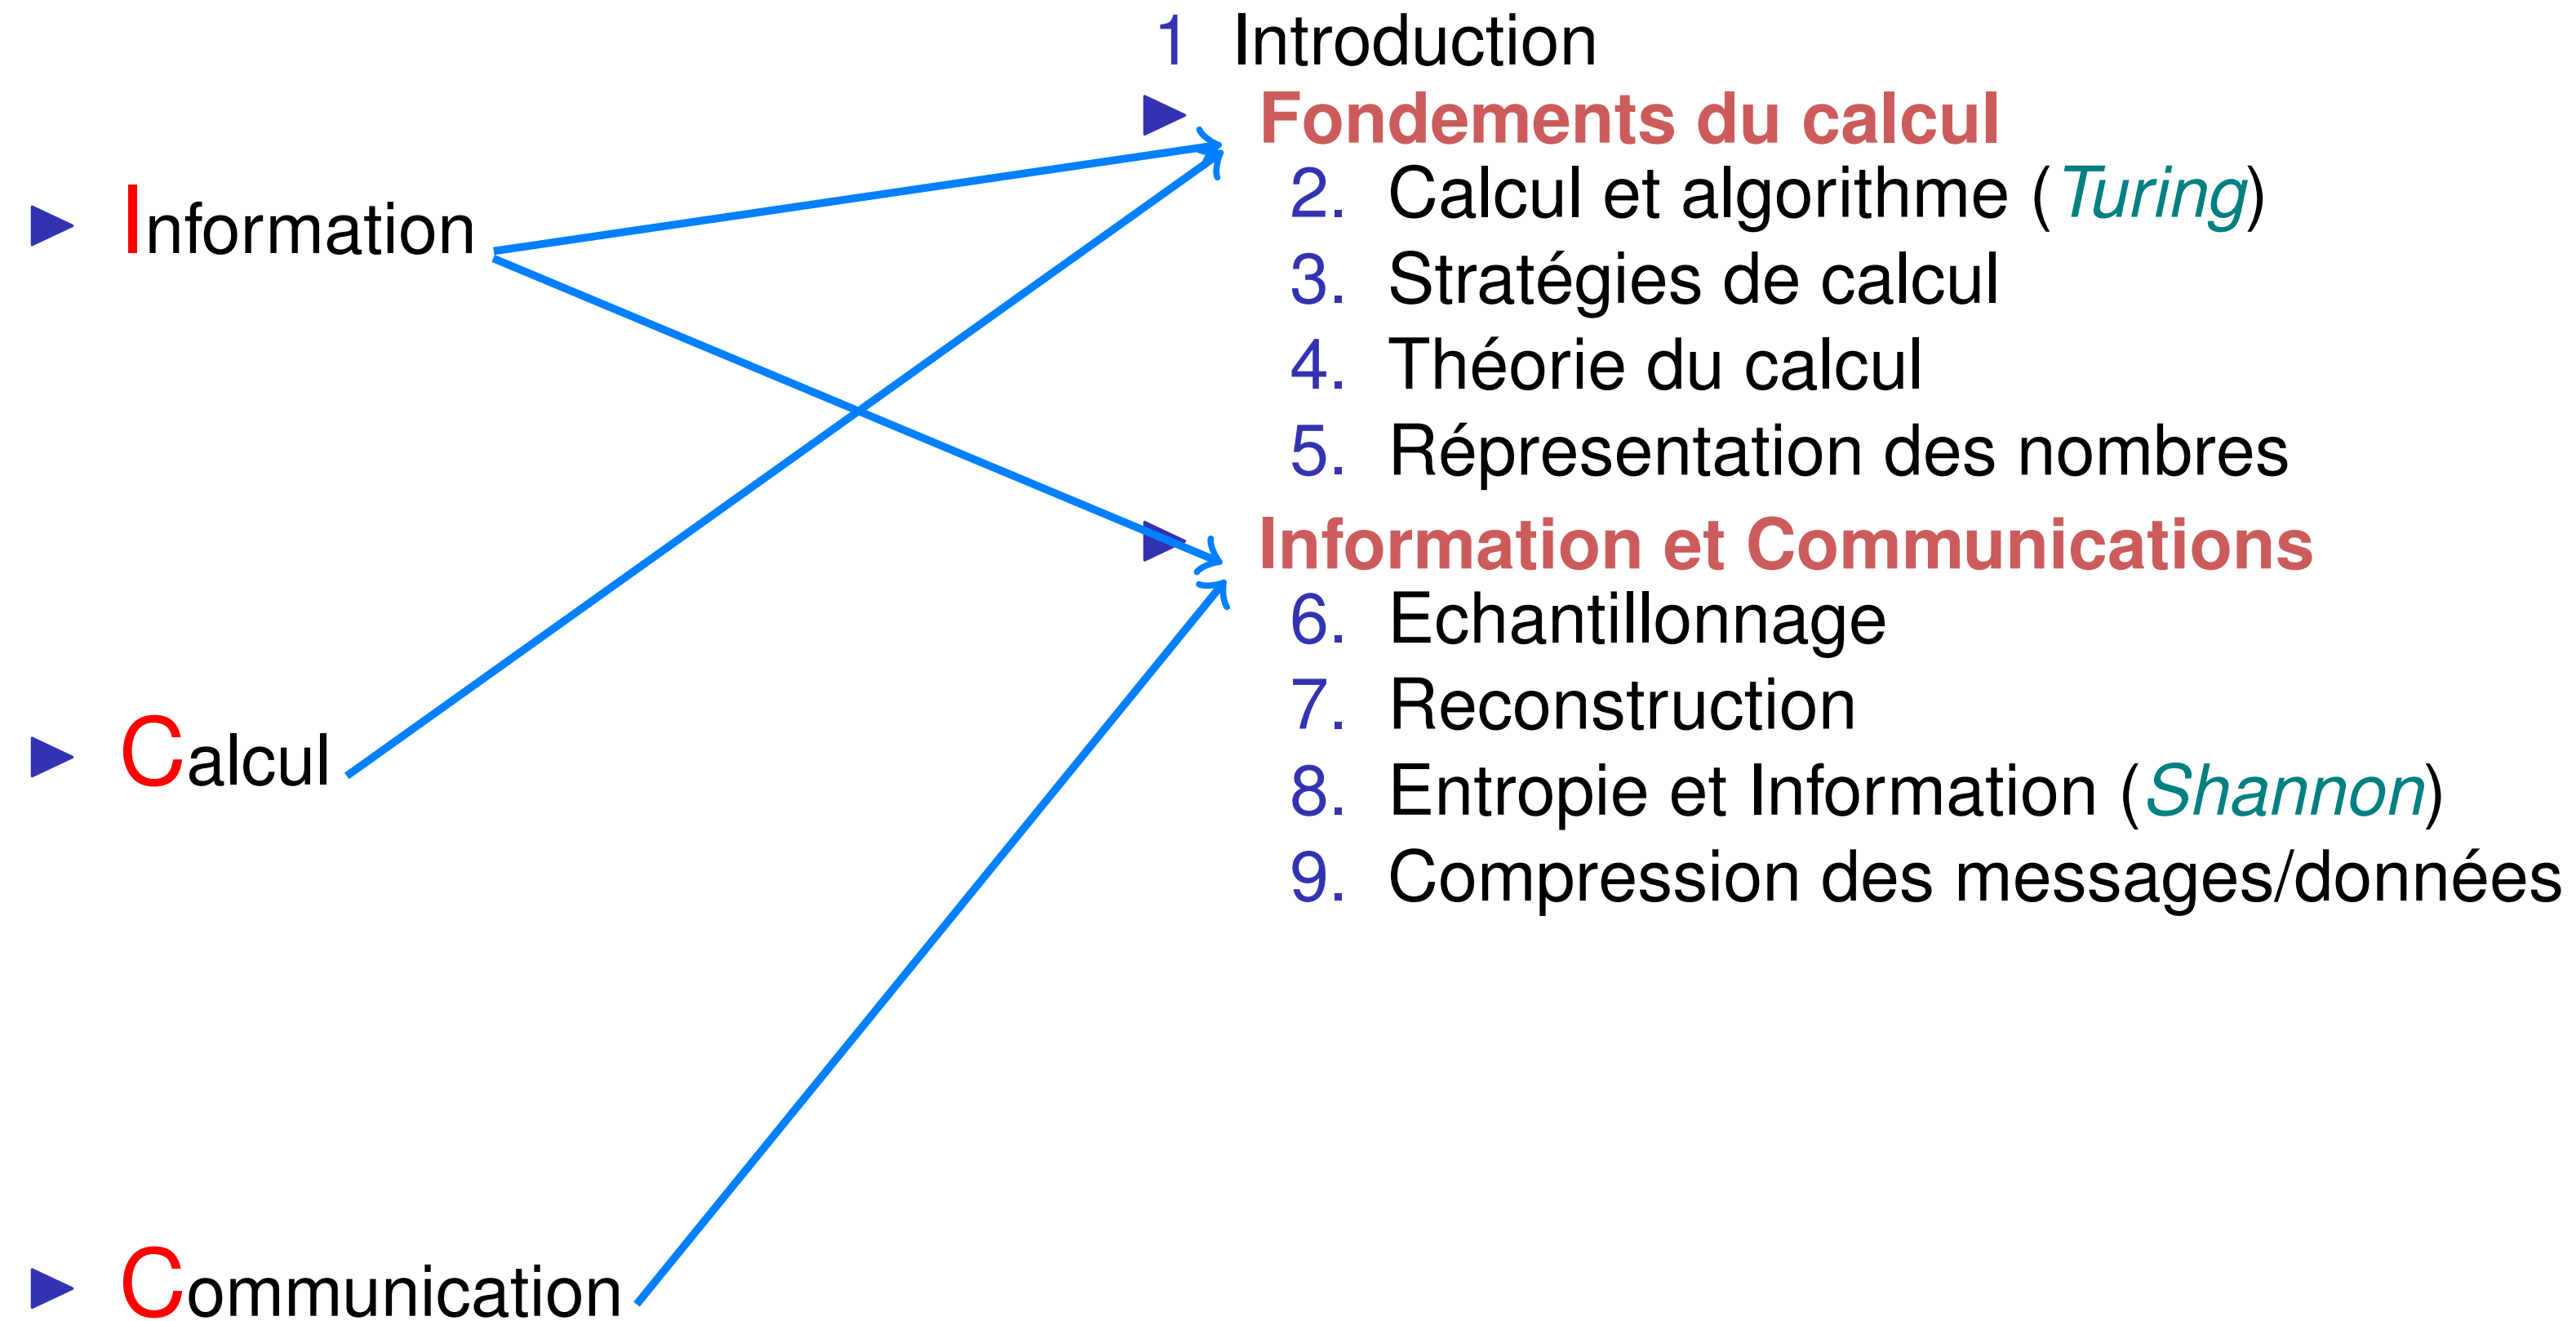 Information
Calcul
Communication
1 Introduction
Fondements du calcul
2. Calcul et algorithme (Turing)
3. Stratégies de calcul
4. Théorie du calcul
5. Répresentation des nombres
Information et Communications
6. Echantillonnage
7. Reconstruction
8. Entropie et Information (Shannon)
9. Compression des messages/données